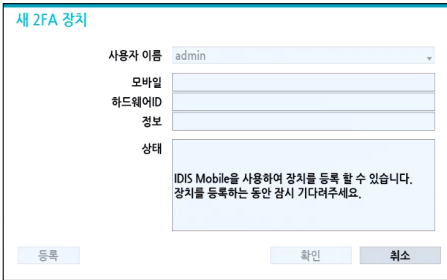 새 2FA 장치
사용자 이름 admin
모바일
하드웨어ID
정보
상태
IDIS Mobile을 사용하여 장치를 등록 할 수 있습니다.
장치를 등록하는 동안 잠시 기다려주세요.
등록 확인 취소